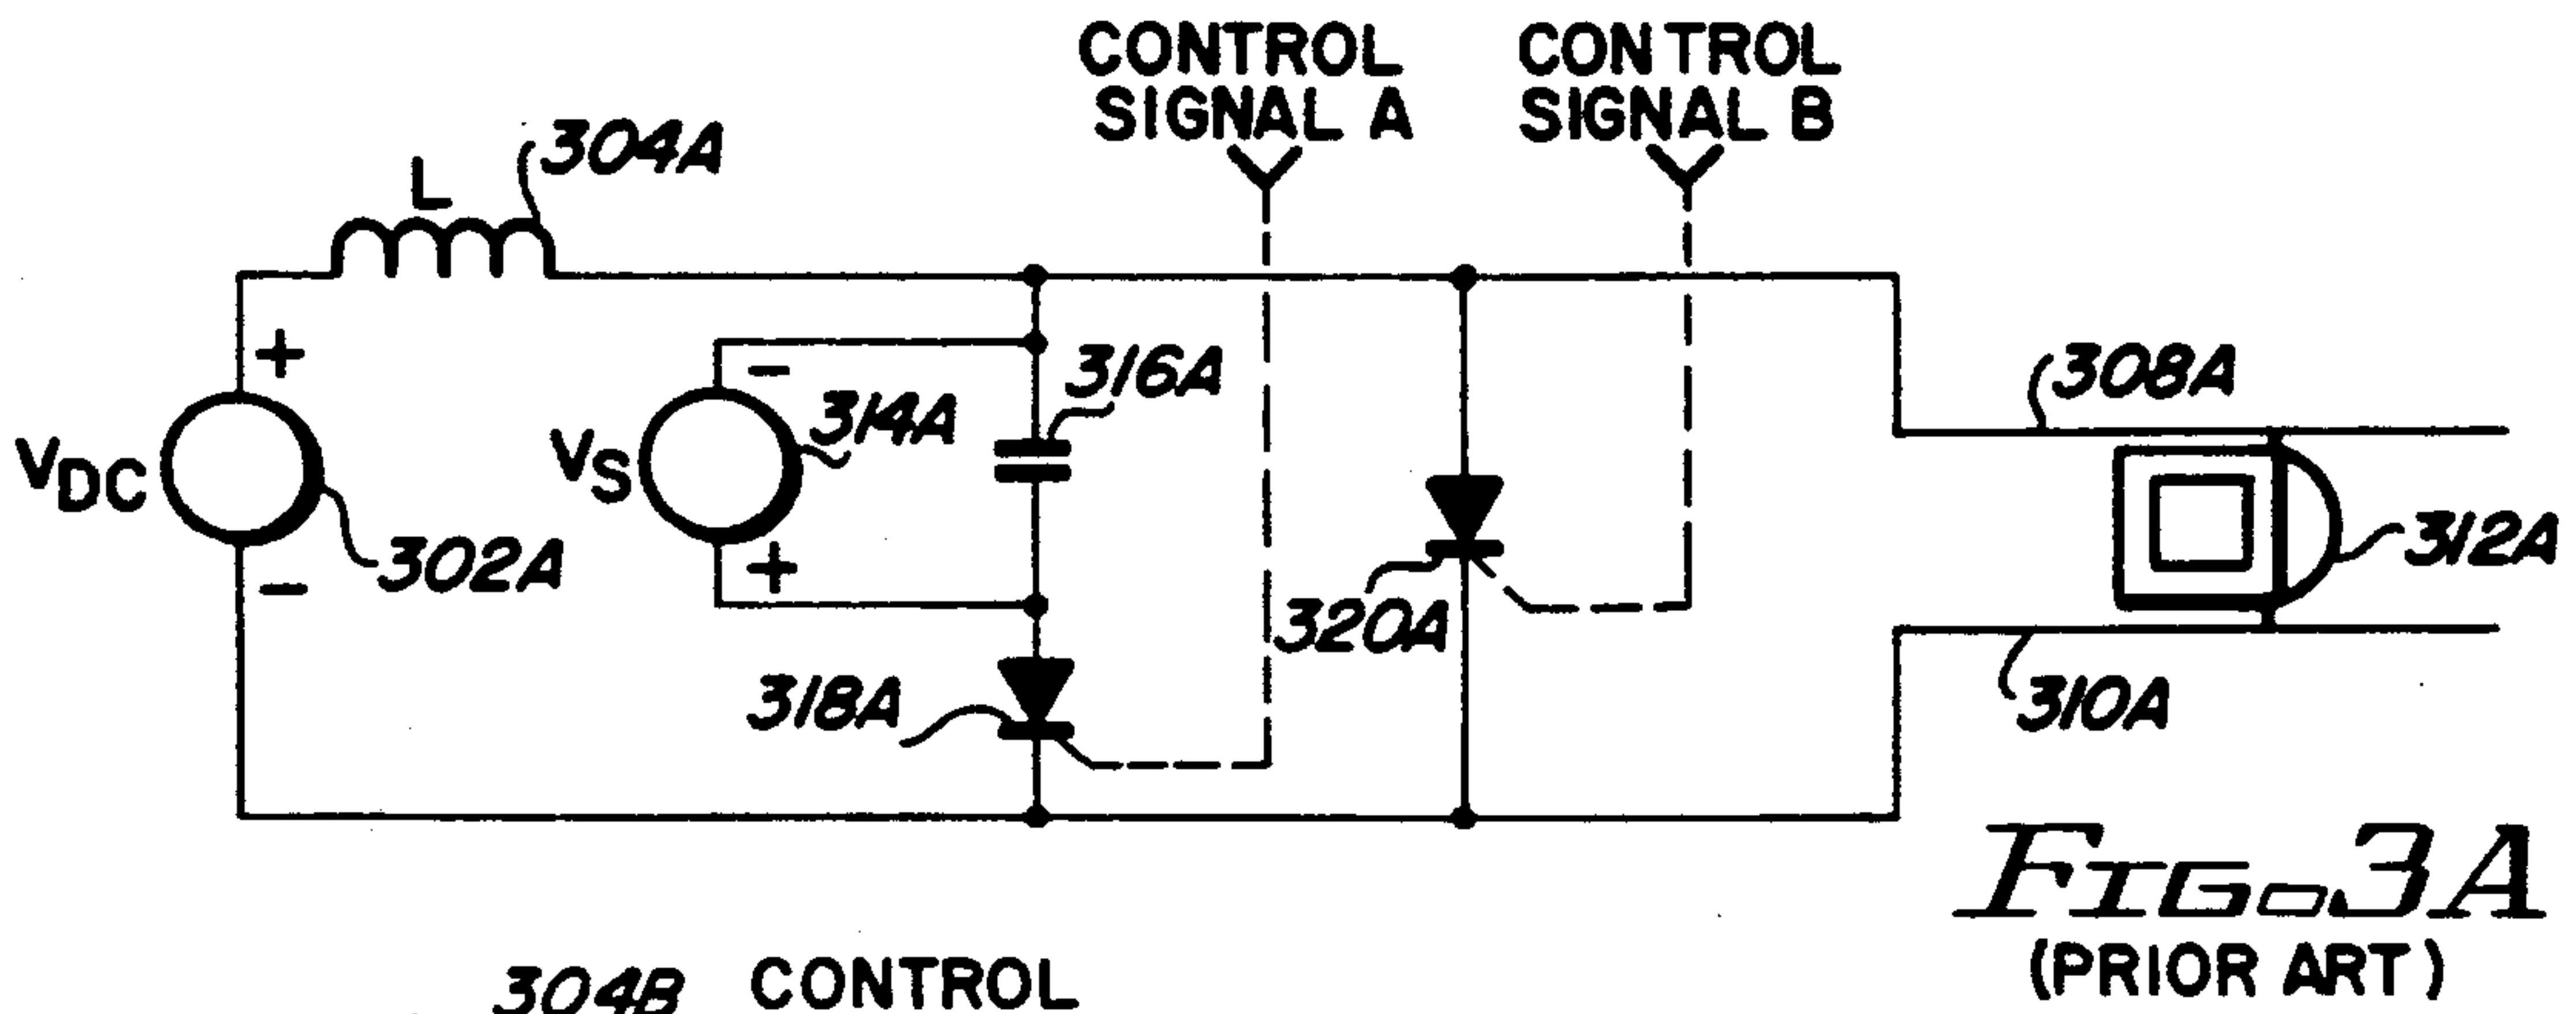 CONTROL SIGNAL A
CONTROL SIGNAL B
304A
L
+
-
316A
308A
VDC
VS
314A
302A
-
+
312A
320A
318A
310A
FIG. 3A
(PRIOR ART)
304B
CONTROL